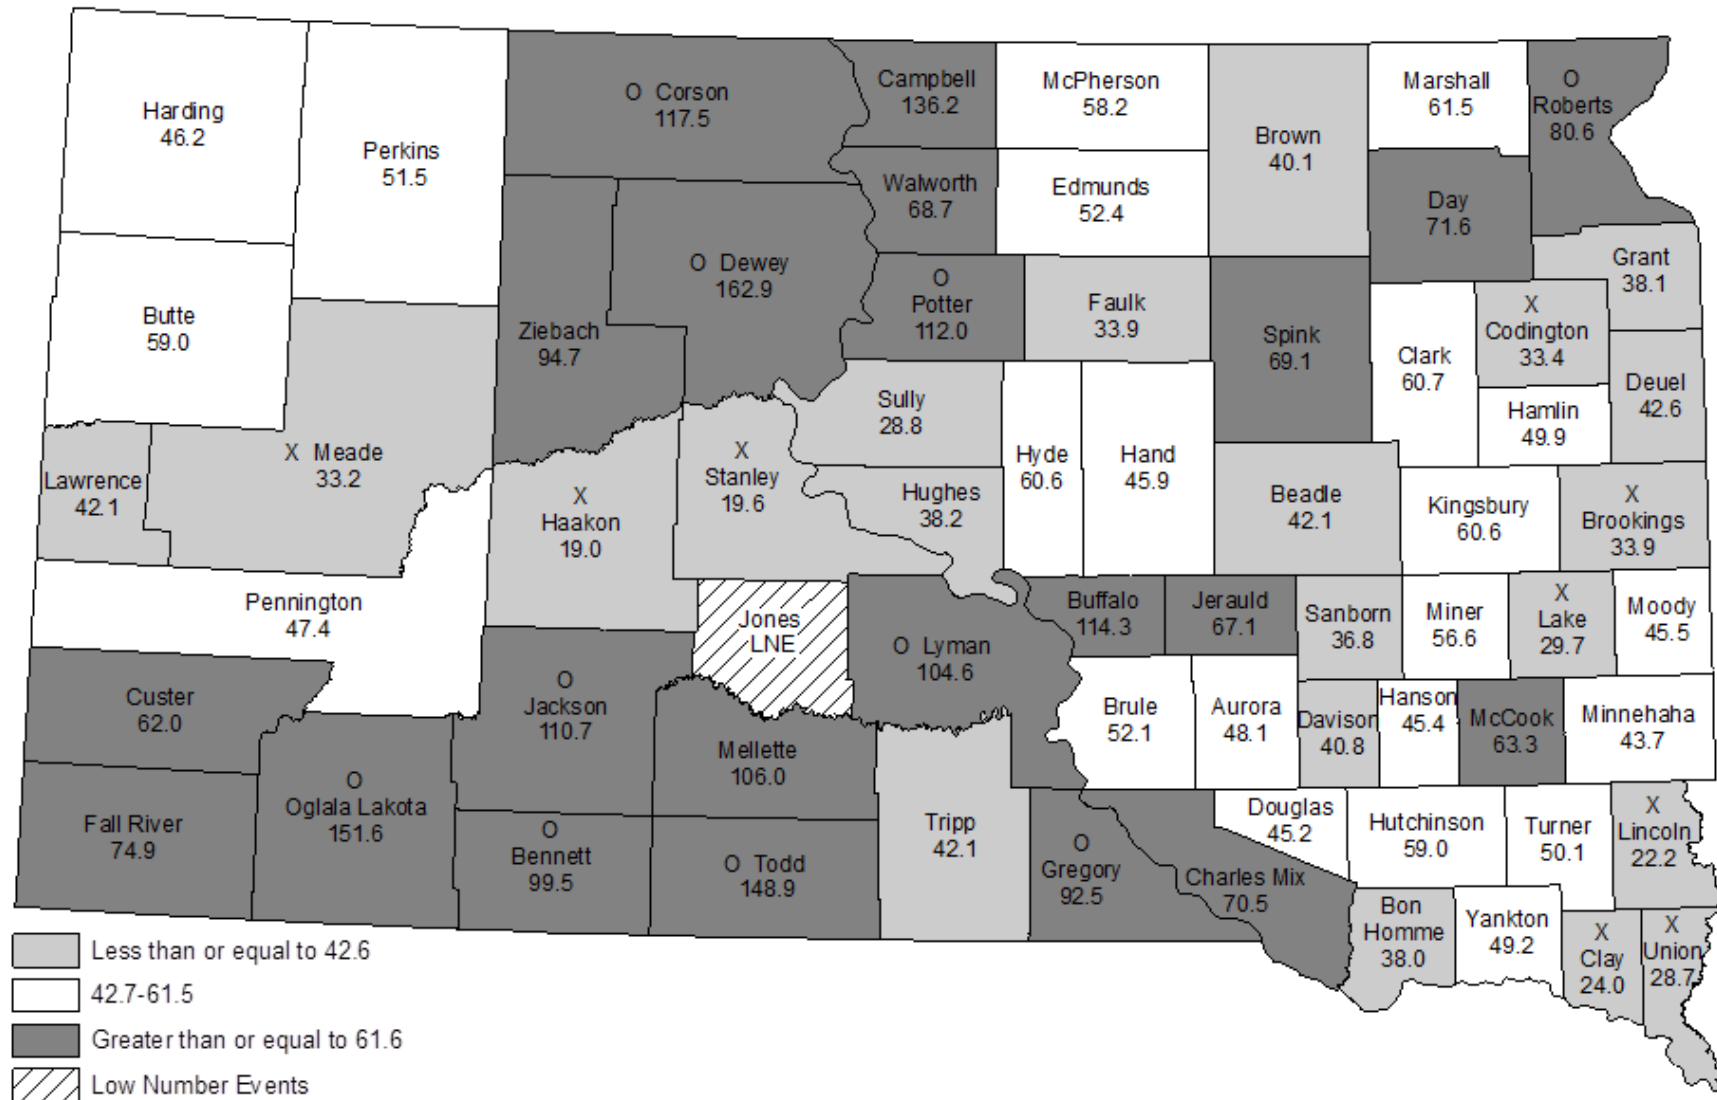 Harding
46.2
Perkins
51.5
O Corson
117.5
Campbell
136.2
McPherson
58.2
Brown
40.1
Marshall
61.5
O
Roberts
80.6
Walworth
68.7
Edmunds
52.4
Day
71.6
Butte
59.0
Ziebach
94.7
O Dewey
162.9
O
Potter
112.0
Faulk
33.9
Spink
69.1
Clark
60.7
X
Codington
33.4
Grant
38.1
Deuel
42.6
Hamlin
49.9
Lawrence
42.1
X Meade
33.2
X
Haakon
19.0
X
Stanley
19.6
Sully
28.8
Hughes
38.2
Hyde
60.6
Hand
45.9
Beadle
42.1
Kingsbury
60.6
X
Brookings
33.9
Pennington
47.4
Jones
LNE
O Lyman
104.6
Buffalo
114.3
Jerauld
67.1
Sanborn
36.8
Miner
56.6
X
Lake
29.7
Moody
45.5
Custer
62.0
O
Jackson
110.7
Mellette
106.0
Brule
52.1
Aurora
48.1
Davison
40.8
Hanson
45.4
McCook
63.3
Minnehaha
43.7
Fall River
74.9
O
Oglala Lakota
151.6
O
Bennett
99.5
O Todd
148.9
Tripp
42.1
O
Gregory
92.5
Charles Mix
70.5
Douglas
45.2
Hutchinson
59.0
Turner
50.1
X
Lincoln
22.2
Bon
Homme
38.0
Yankton
49.2
X
Clay
24.0
X
Union
28.7
Less than or equal to 42.6
42.7-61.5
Greater than or equal to 61.6
Low Number Events